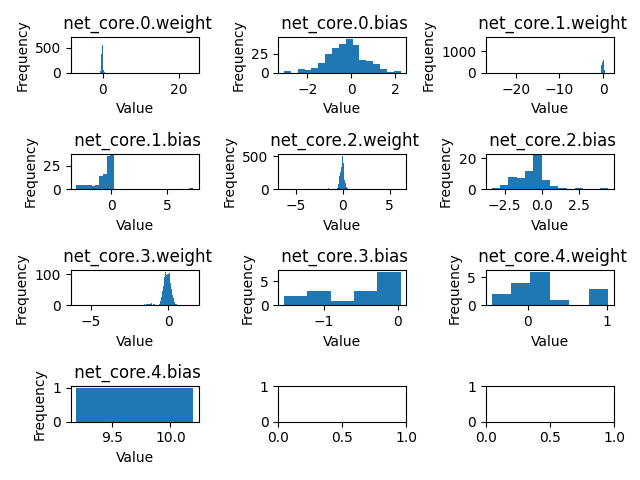 net_core.0.weight
Frequency
500
0
0
20
Value
net_core.0.bias
Frequency
25
0
−2
0
2
Value
net_core.1.weight
Frequency
1000
0
−20
−10
0
Value
net_core.1.bias
Frequency
25
0
0
5
Value
net_core.2.weight
Frequency
500
0
−5
0
5
Value
net_core.2.bias
Frequency
20
0
−2.5
0.0
2.5
Value
net_core.3.weight
Frequency
100
0
−5
0
Value
net_core.3.bias
Frequency
5
0
−1
0
Value
net_core.4.weight
Frequency
5
0
0
1
Value
net_core.4.bias
Frequency
1
0
9.5
10.0
Value
1
0
0.0
0.5
1.0
1
0
0.0
0.5
1.0